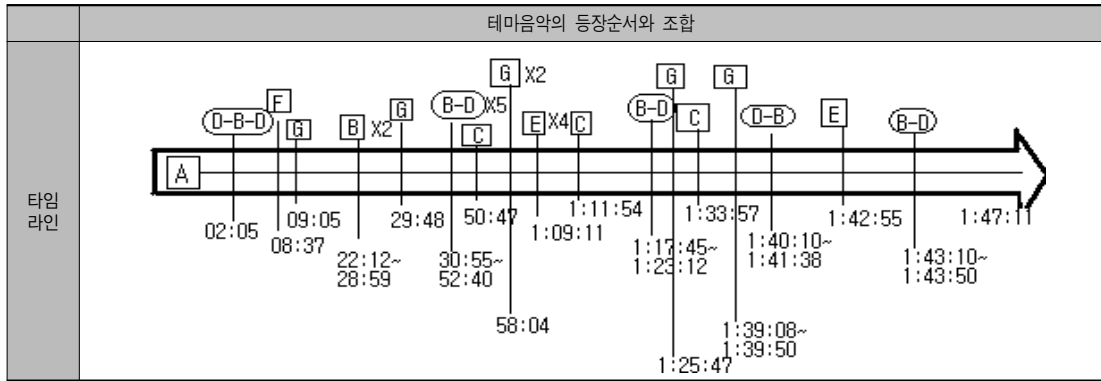 테마음악의 등장순서와 조합
타임
라인
G X2
G
G
F
D-B-D
G
B X2
G
B-D X5
C
E X4
C
B-D
C
D-B
E
B-D
A
02:05
08:37
09:05
22:12~
28:59
29:48
30:55~
52:40
50:47
58:04
1:09:11
1:11:54
1:17:45~
1:23:12
1:25:47
1:33:57
1:39:08~
1:39:50
1:40:10~
1:41:38
1:42:55
1:43:10~
1:43:50
1:47:11